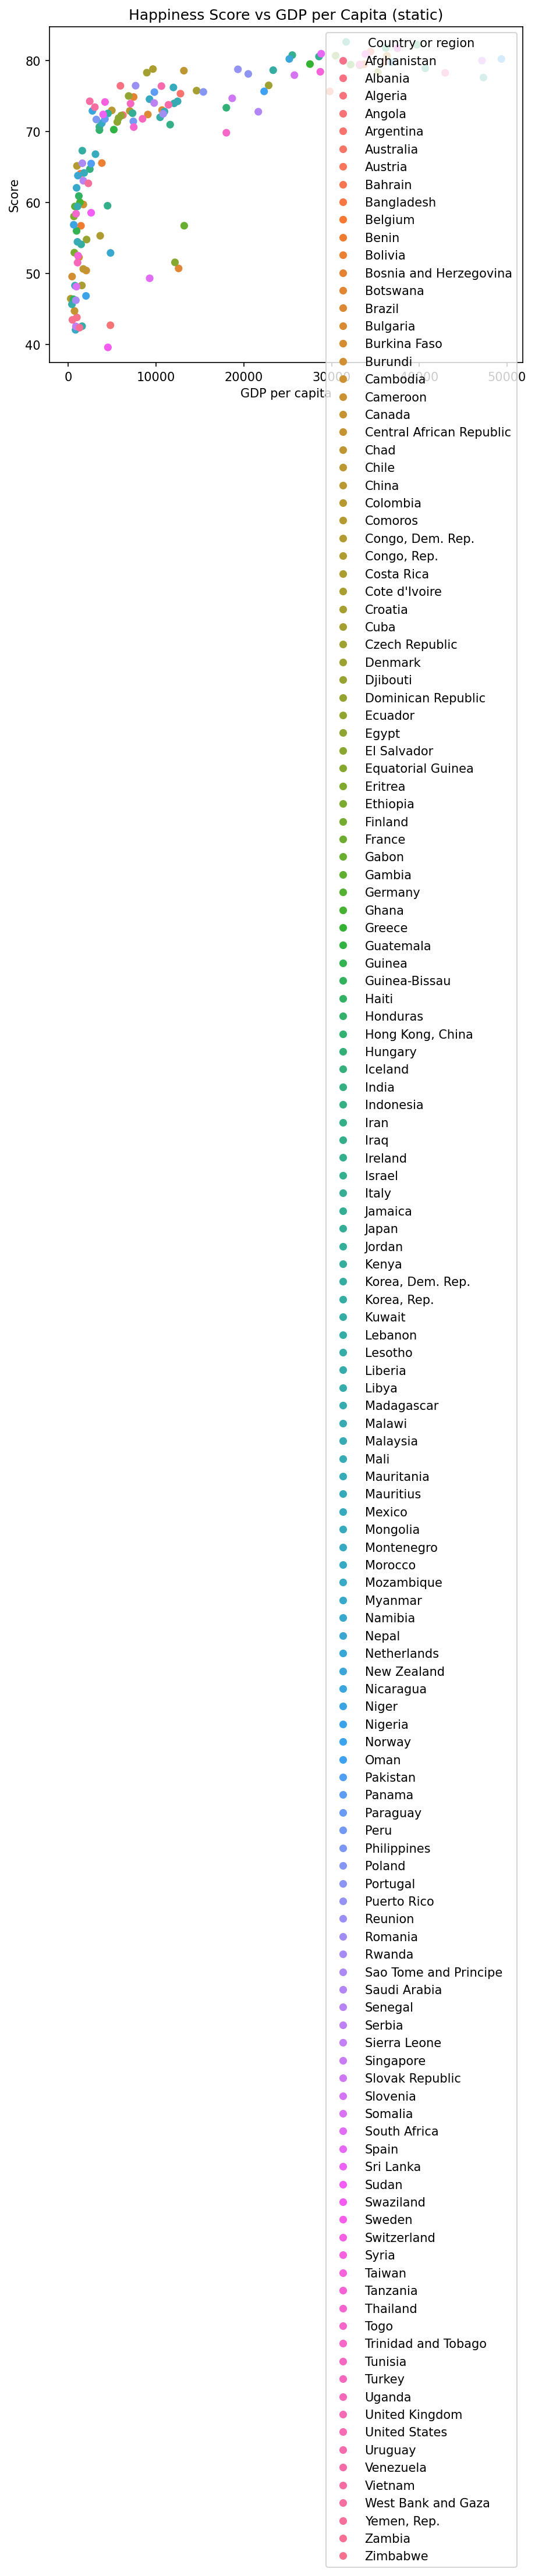 Happiness Score vs GDP per Capita (static)
Score
80
70
60
50
40
0
10000
20000
30000
40000
50000
GDP per capita
Country or region
Afghanistan
Albania
Algeria
Angola
Argentina
Australia
Austria
Bahrain
Bangladesh
Belgium
Benin
Bolivia
Bosnia and Herzegovina
Botswana
Brazil
Bulgaria
Burkina Faso
Burundi
Cambodia
Cameroon
Canada
Central African Republic
Chad
Chile
China
Colombia
Comoros
Congo, Dem. Rep.
Congo, Rep.
Costa Rica
Cote d'Ivoire
Croatia
Cuba
Czech Republic
Denmark
Djibouti
Dominican Republic
Ecuador
Egypt
El Salvador
Equatorial Guinea
Eritrea
Ethiopia
Finland
France
Gabon
Gambia
Germany
Ghana
Greece
Guatemala
Guinea
Guinea-Bissau
Haiti
Honduras
Hong Kong, China
Hungary
Iceland
India
Indonesia
Iran
Iraq
Ireland
Israel
Italy
Jamaica
Japan
Jordan
Kenya
Korea, Dem. Rep.
Korea, Rep.
Kuwait
Lebanon
Lesotho
Liberia
Libya
Madagascar
Malawi
Malaysia
Mali
Mauritania
Mauritius
Mexico
Mongolia
Montenegro
Morocco
Mozambique
Myanmar
Namibia
Nepal
Netherlands
New Zealand
Nicaragua
Niger
Nigeria
Norway
Oman
Pakistan
Panama
Paraguay
Peru
Philippines
Poland
Portugal
Puerto Rico
Reunion
Romania
Rwanda
Sao Tome and Principe
Saudi Arabia
Senegal
Serbia
Sierra Leone
Singapore
Slovak Republic
Slovenia
Somalia
South Africa
Spain
Sri Lanka
Sudan
Swaziland
Sweden
Switzerland
Syria
Taiwan
Tanzania
Thailand
Togo
Trinidad and Tobago
Tunisia
Turkey
Uganda
United Kingdom
United States
Uruguay
Venezuela
Vietnam
West Bank and Gaza
Yemen, Rep.
Zambia
Zimbabwe